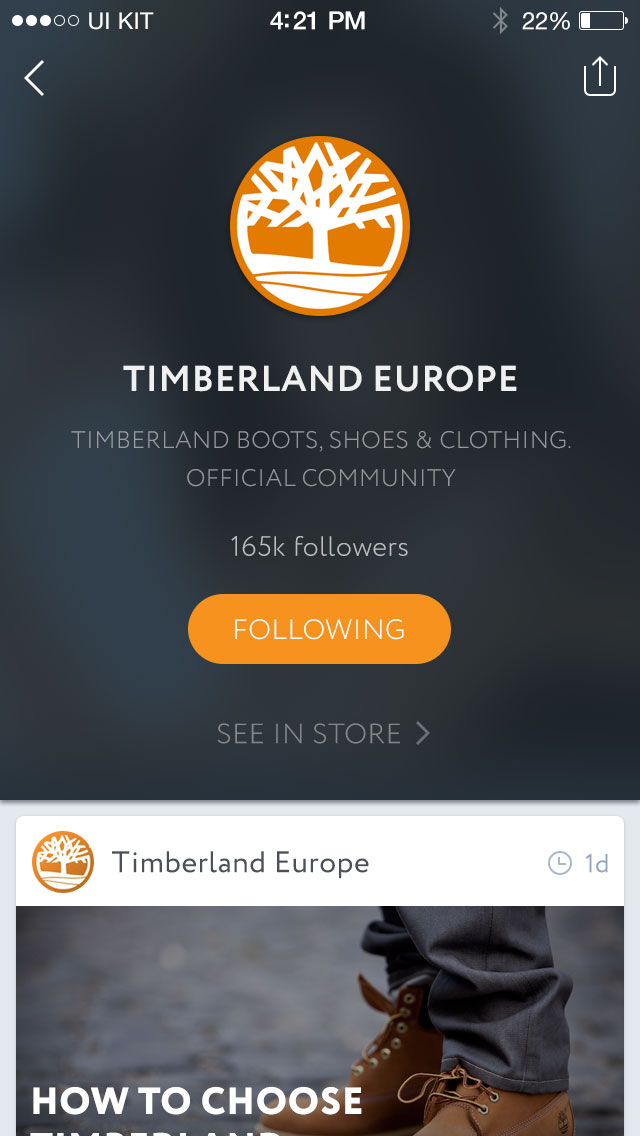 UI KIT 4:21 PM 22%
TIMBERLAND EUROPE
TIMBERLAND BOOTS, SHOES & CLOTHING.
OFFICIAL COMMUNITY
165k followers
FOLLOWING
SEE IN STORE
Timberland Europe 1d
HOW TO CHOOSE
TIMBERLAND